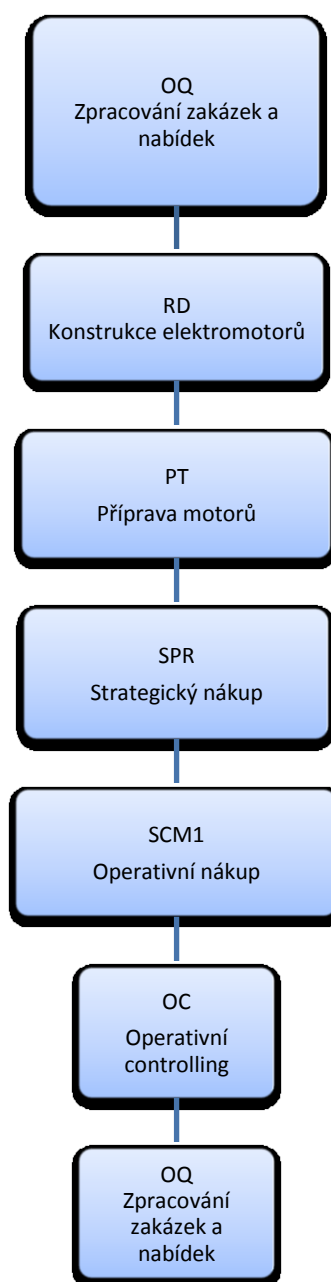 OQ
Zpracování zakázek a
nabídek
RD
Konstrukce elektromotorů
PT
Příprava motorů
SPR
Strategický nákup
SCM1
Operativní nákup
OC
Operativní
controlling
OQ
Zpracování
zakázek a
nabídek